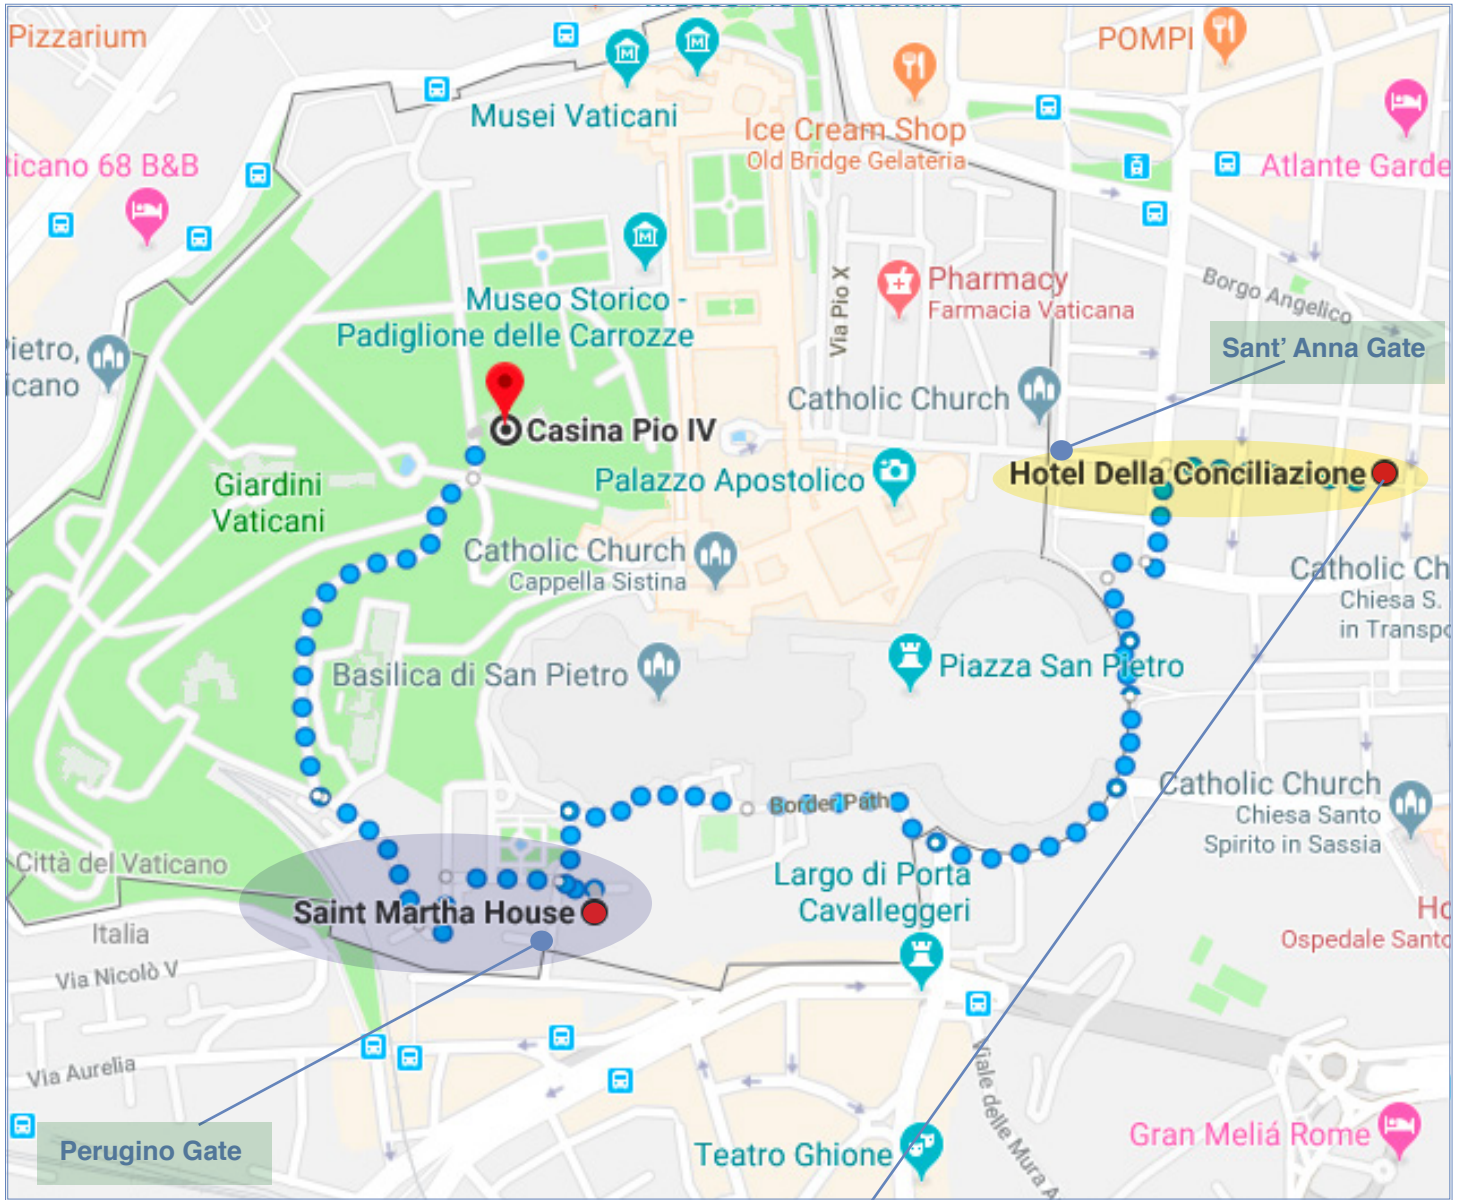 Pizzarium
POMPI
Musei Vaticani
Ice Cream Shop
Old Bridge Gelateria
ticano 68 B&B
Atlante Garde
Museo Storico -
Padiglione delle Carrozze
Via Pio X
Pharmacy
Farmacia Vaticana
Borgo Angelico
Sant' Anna Gate
Pietro,
icano
Catholic Church
Casina Pio IV
Palazzo Apostolico
Hotel Della Conciliazione
Giardini
Vaticani
Catholic Church
Cappella Sistina
Catholic Ch
Chiesa S.
in Transpo
Basilica di San Pietro
Piazza San Pietro
Catholic Church
Chiesa Santo
Spirito in Sassia
Border Path
Città del Vaticano
Largo di Porta
Cavalleggeri
Saint Martha House
Italia
Via Nicolò V
Ho
Ospedale Santo
Via Aurelia
Viale delle Mura A
Perugino Gate
Teatro Ghione
Gran Meliá Rome